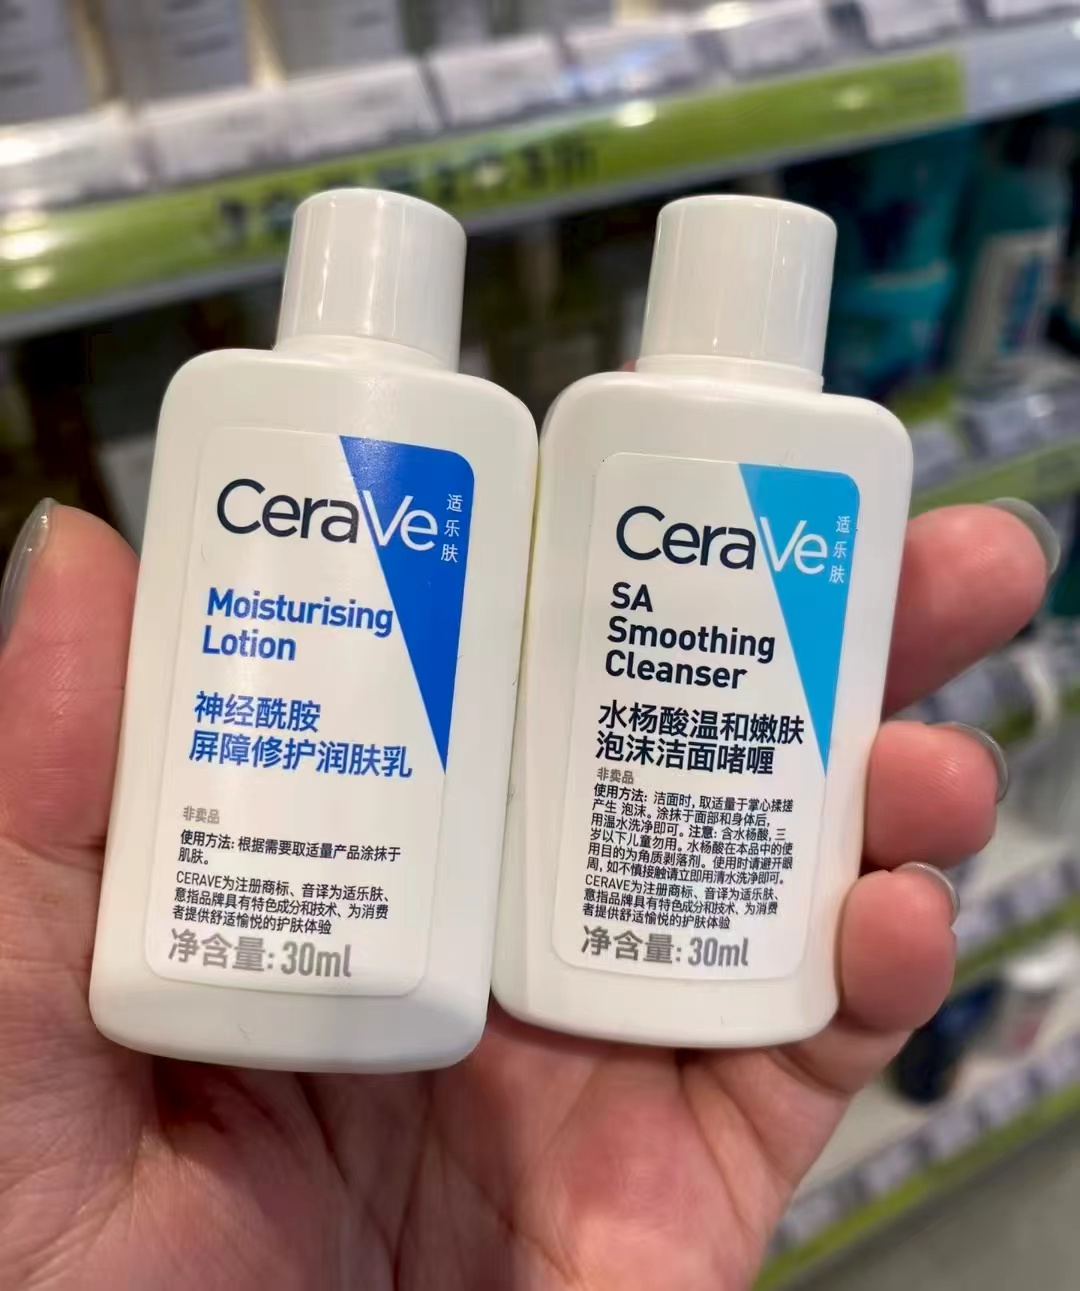 CeraVe
适乐肤
Moisturising
Lotion
神经酰胺
屏障修护润肤乳
非卖品
使用方法: 根据需要取适量产品涂抹于
肌肤。
CERAVE为注册商标、音译为适乐肤、
意指品牌具有特色成分和技术、为消费
者提供舒适愉悦的护肤体验
净含量: 30ml
CeraVe
适乐肤
SA
Smoothing
Cleanser
水杨酸温和嫩肤
泡沫洁面啫喱
非卖品
使用方法: 洁面时, 取适量于掌心揉搓
产生 泡沫。涂抹于面部和身体后,
用温水洗净即可。注意: 含水杨酸, 三
岁以下儿童勿用。水杨酸在本品中的使
用目的为角质剥落剂。使用时请避开眼
周, 如不慎接触请立即用清水洗净即可。
CERAVE为注册商标、音译为适乐肤、
意指品牌具有特色成分和技术、为消费
者提供舒适愉悦的护肤体验
净含量: 30ml